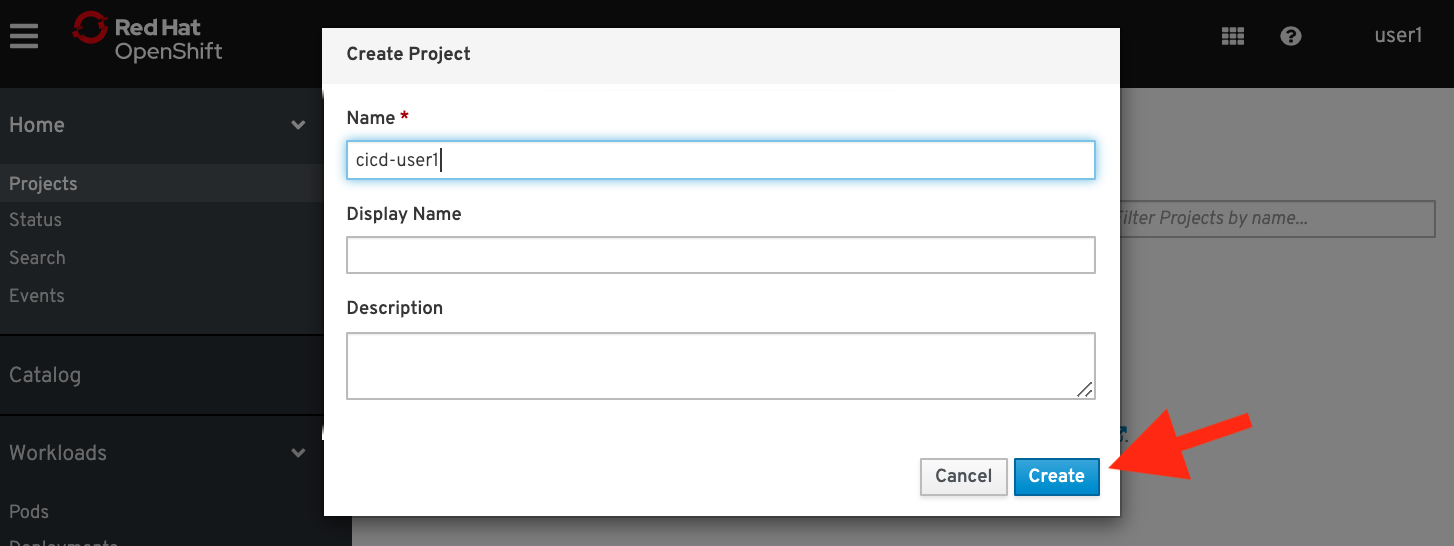 Red Hat
OpenShift
user1
Create Project
Name *
cicd-user1
Display Name
Description
Cancel
Create
Home
Projects
Status
Search
Events
Catalog
Workloads
Pods
Deployments
Filter Projects by name...